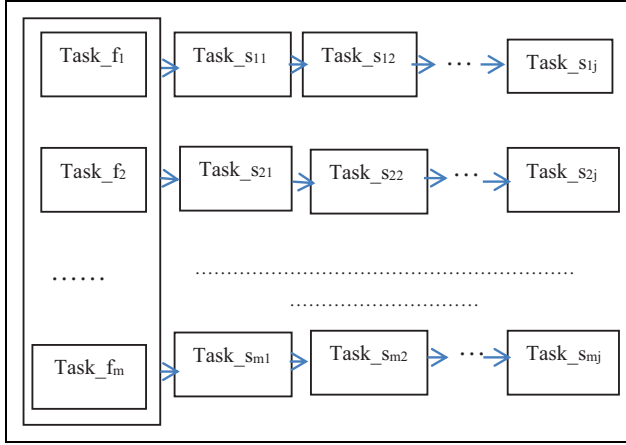 Task_f₁ Task_s₁₁ Task_s₁₂ ... Task_s₁ⱼ
Task_f₂ Task_s₂₁ Task_s₂₂ ... Task_s₂ⱼ
...... ............................................................
..............................
Task_fₘ Task_sₘ₁ Task_sₘ₂ ... Task_sₘⱼ